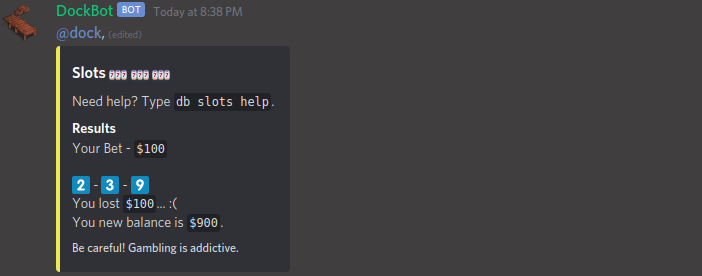 DockBot BOT Today at 8:38 PM
@dock, (edited)
Slots
Need help? Type db slots help.
Results
Your Bet - $100
2 - 3 - 9
You lost $100... :(
You new balance is $900.
Be careful! Gambling is addictive.